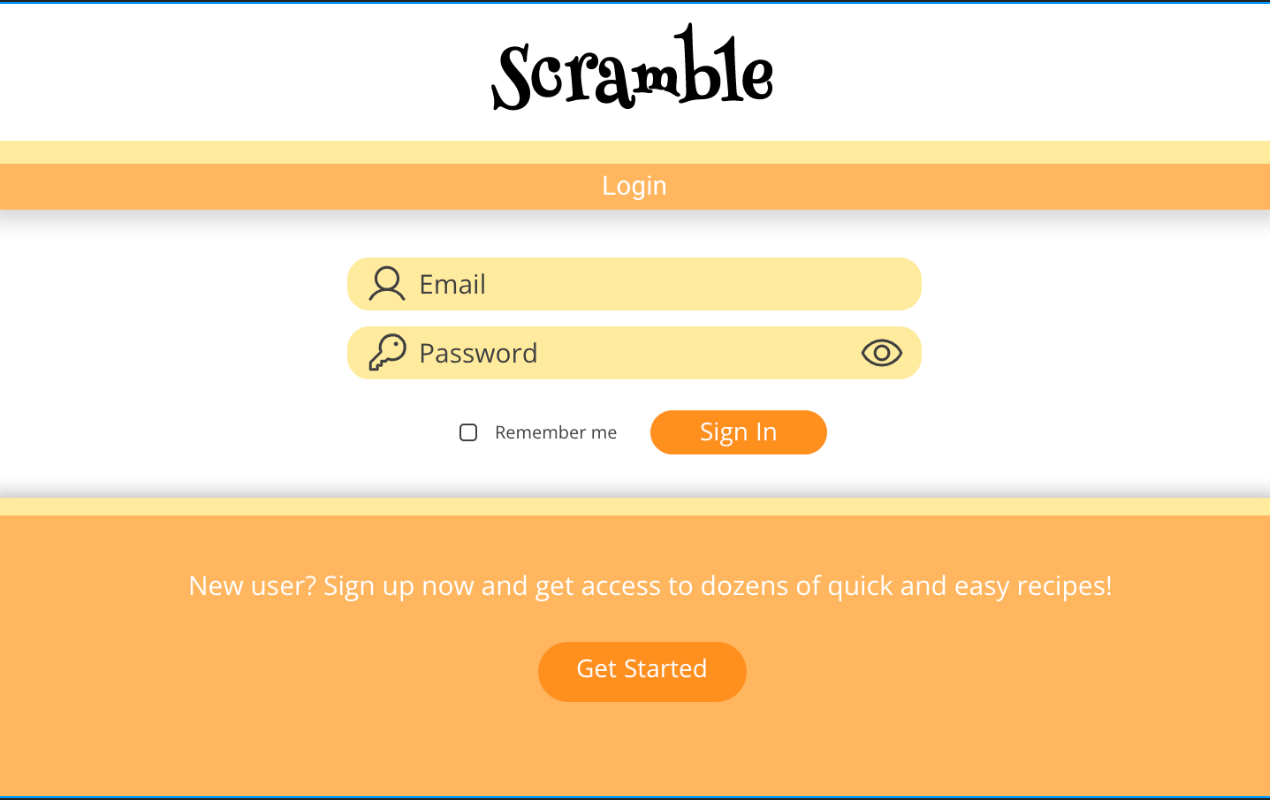 Scramble
Login
Email
Password
Remember me
Sign In
New user? Sign up now and get access to dozens of quick and easy recipes!
Get Started